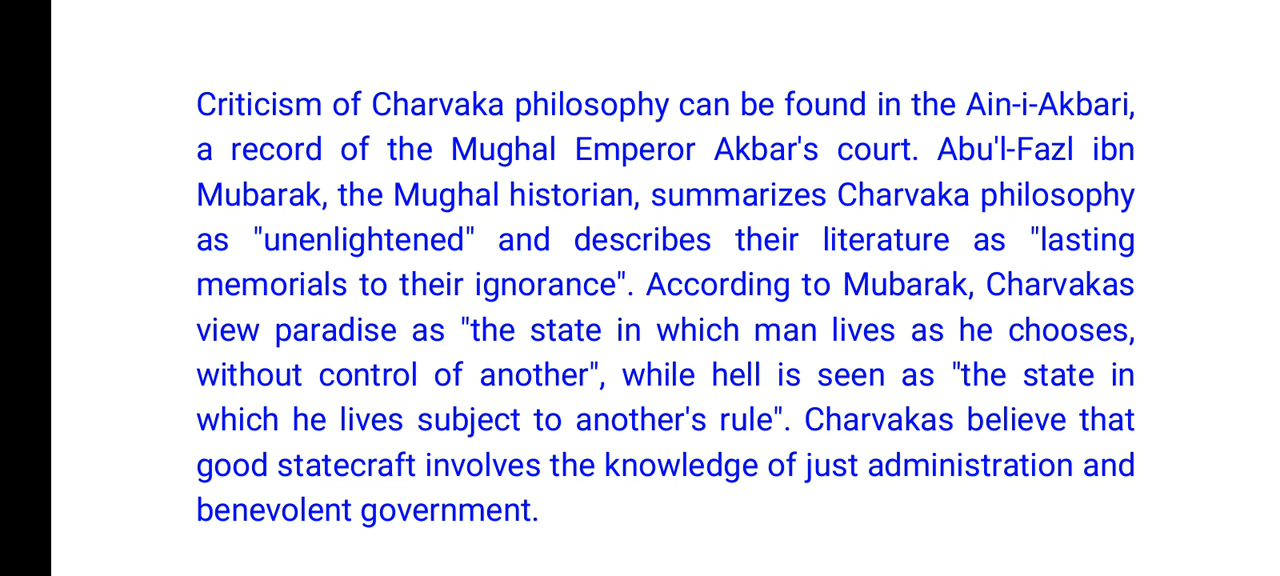 Criticism of Charvaka philosophy can be found in the Ain-i-Akbari,
a record of the Mughal Emperor Akbar's court. Abu'l-Fazl ibn
Mubarak, the Mughal historian, summarizes Charvaka philosophy
as "unenlightened" and describes their literature as "lasting
memorials to their ignorance". According to Mubarak, Charvakas
view paradise as "the state in which man lives as he chooses,
without control of another", while hell is seen as "the state in
which he lives subject to another's rule". Charvakas believe that
good statecraft involves the knowledge of just administration and
benevolent government.